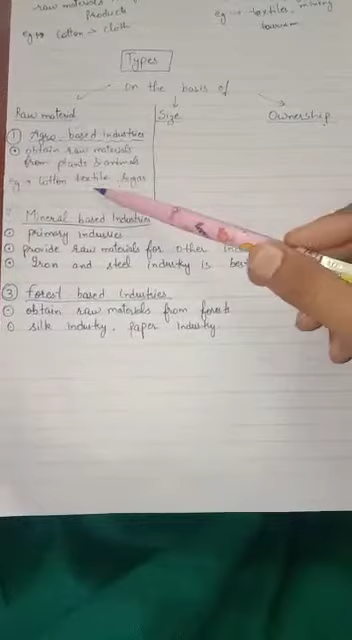 raw materials
Products
eg → cotton → cloth
eg → textiles, mining
tourism
Types
on the basis of
Raw material
Size
Ownership
① Agro based industries
obtain raw materials
from plants & animals
eg → cotton textile, sugar
Mineral based Industries
primary industries
provide raw materials for other
Iron and steel industry is
③ Forest based industries
obtain raw materials from forests
silk industry, paper industry